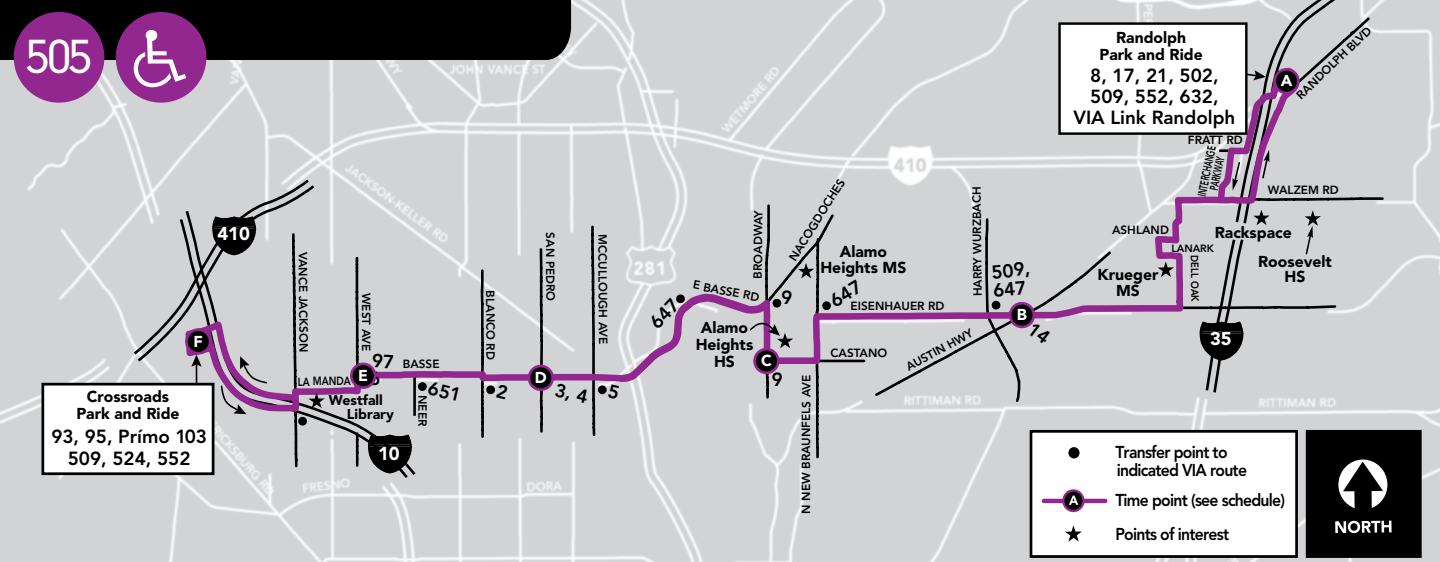 505
JOHN VANCE ST
WETMORE RD
JACKSON-KELLER RD
410
281
Randolph
Park and Ride
8, 17, 21, 502,
509, 552, 632,
VIA Link Randolph
A
RANDOLPH BLVD
FRATT RD
INTERCHANGE
PARKWAY
WALZEM RD
Rackspace
Roosevelt
HS
ASHLAND
LANARK
DELL OAK
Krueger
MS
35
HARRY WURZBACH
509,
647
B
14
AUSTIN HWY
EISENHAUER RD
647
Alamo
Heights MS
NACOGDOCHES
BROADWAY
9
E BASSE RD
647
Alamo
Heights
HS
C
9
CASTANO
N NEW BRAUNFELS AVE
RITTIMAN RD
RITTIMAN RD
MCCULLOUGH AVE
5
SAN PEDRO
D
3, 4
BLANCO RD
2
BASSE
651
NEER
97
E
WEST AVE
LA MANDA
Westfall
Library
VANCE JACKSON
410
F
10
Crossroads
Park and Ride
93, 95, Prímo 103
509, 524, 552
FRESNO
DORA
Transfer point to
indicated VIA route
A
Time point (see schedule)
Points of interest
NORTH